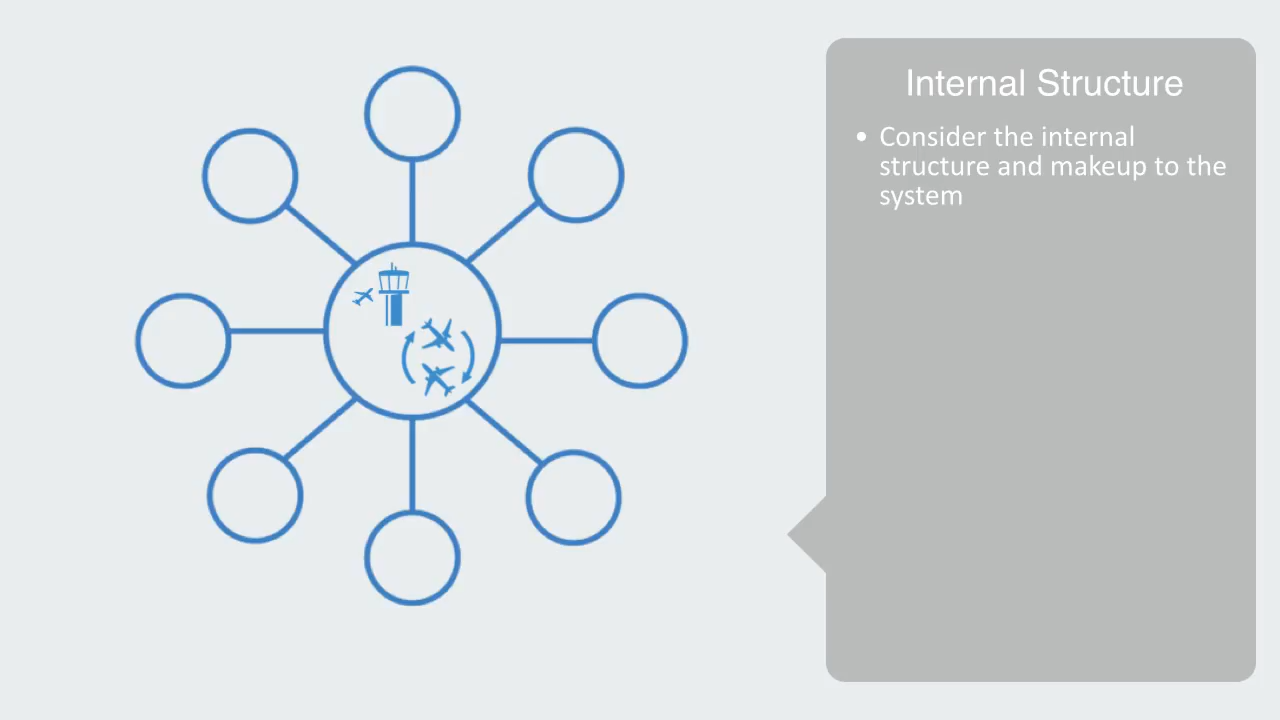 Internal Structure
• Consider the internal
structure and makeup to the
system